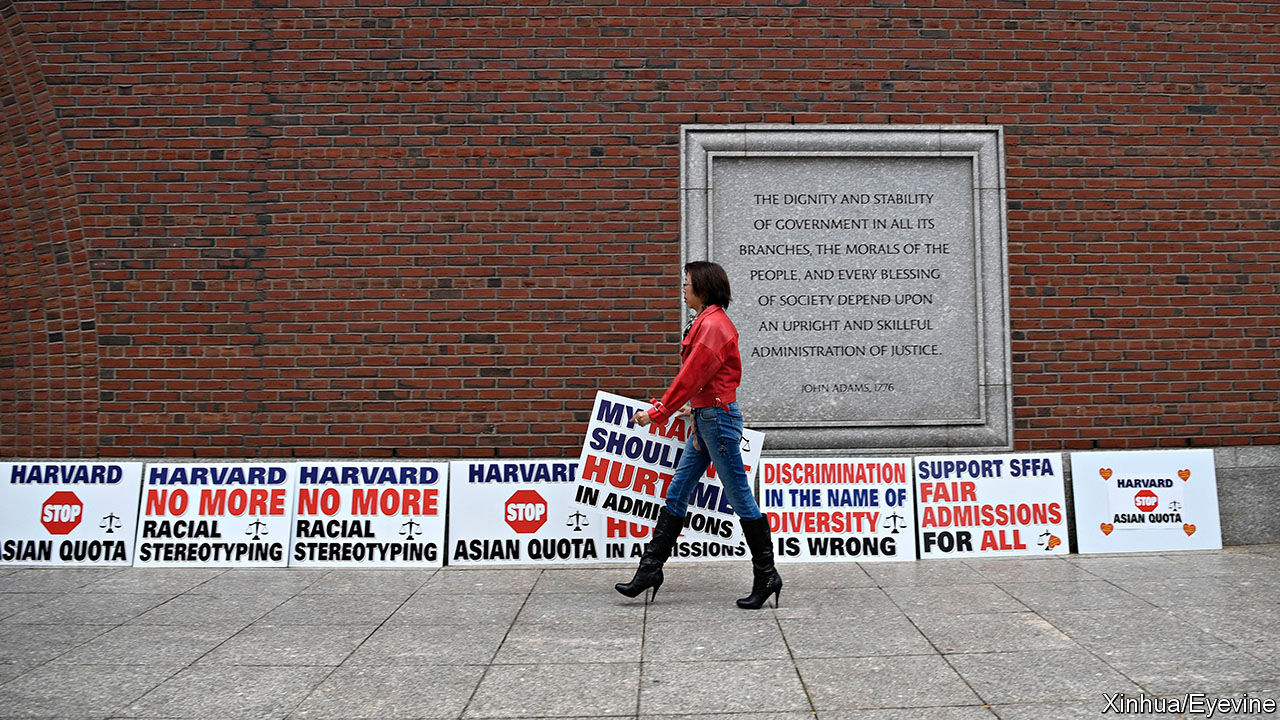 THE DIGNITY AND STABILITY
OF GOVERNMENT IN ALL ITS
BRANCHES, THE MORALS OF THE
PEOPLE, AND EVERY BLESSING
OF SOCIETY DEPEND UPON
AN UPRIGHT AND SKILLFUL
ADMINISTRATION OF JUSTICE.
JOHN ADAMS, 1776
HARVARD
STOP
ASIAN QUOTA
HARVARD
NO MORE
RACIAL
STEREOTYPING
HARVARD
NO MORE
RACIAL
STEREOTYPING
HARVARD
STOP
ASIAN QUOTA
MY
HURT
IN ADMISSIONS
IN ADMISSIONS
DISCRIMINATION
IN THE NAME OF
DIVERSITY
IS WRONG
SUPPORT SFFA
FAIR
ADMISSIONS
FOR ALL
HARVARD
STOP
ASIAN QUOTA
Xinhua/Eyevine